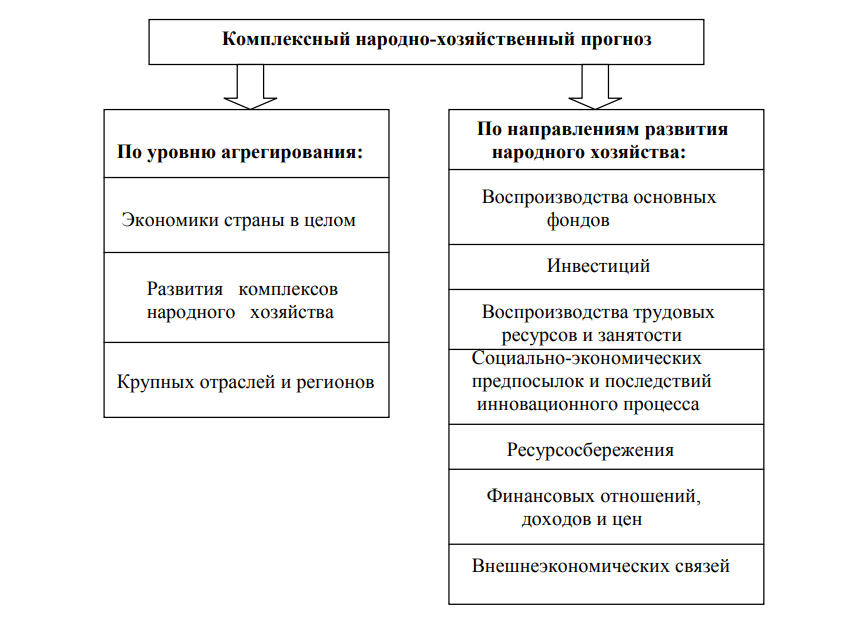 Комплексный народно-хозяйственный прогноз
По уровню агрегирования:
Экономики страны в целом
Развития комплексов
народного хозяйства
Крупных отраслей и регионов
По направлениям развития
народного хозяйства:
Воспроизводства основных
фондов
Инвестиций
Воспроизводства трудовых
ресурсов и занятости
Социально-экономических
предпосылок и последствий
инновационного процесса
Ресурсосбережения
Финансовых отношений,
доходов и цен
Внешнеэкономических связей